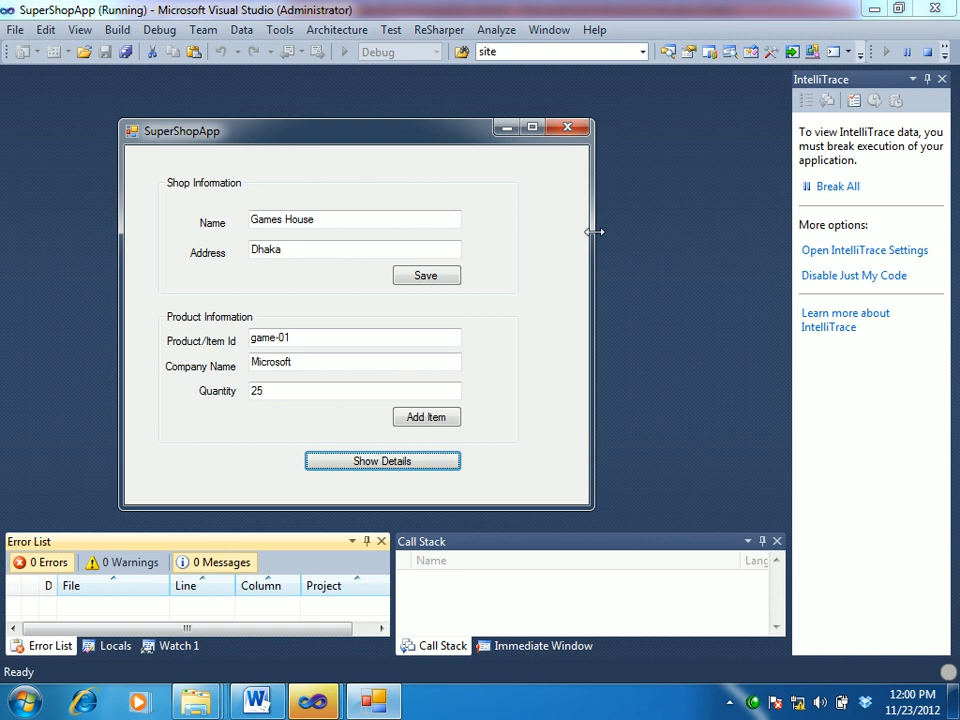 SuperShopApp (Running) - Microsoft Visual Studio (Administrator)
File Edit View Build Debug Team Data Tools Architecture Test ReSharper Analyze Window Help
Debug site
IntelliTrace
To view IntelliTrace data, you
must break execution of your
application.
Break All
More options:
Open IntelliTrace Settings
Disable Just My Code
Learn more about
IntelliTrace
SuperShopApp
Shop Information
Name Games House
Address Dhaka
Save
Product Information
Product/Item Id game-01
Company Name Microsoft
Quantity 25
Add Item
Show Details
Error List
0 Errors 0 Warnings 0 Messages
D File Line Column Project
Error List Locals Watch 1
Call Stack
Name Lang
Call Stack Immediate Window
Ready
12:00 PM
11/23/2012